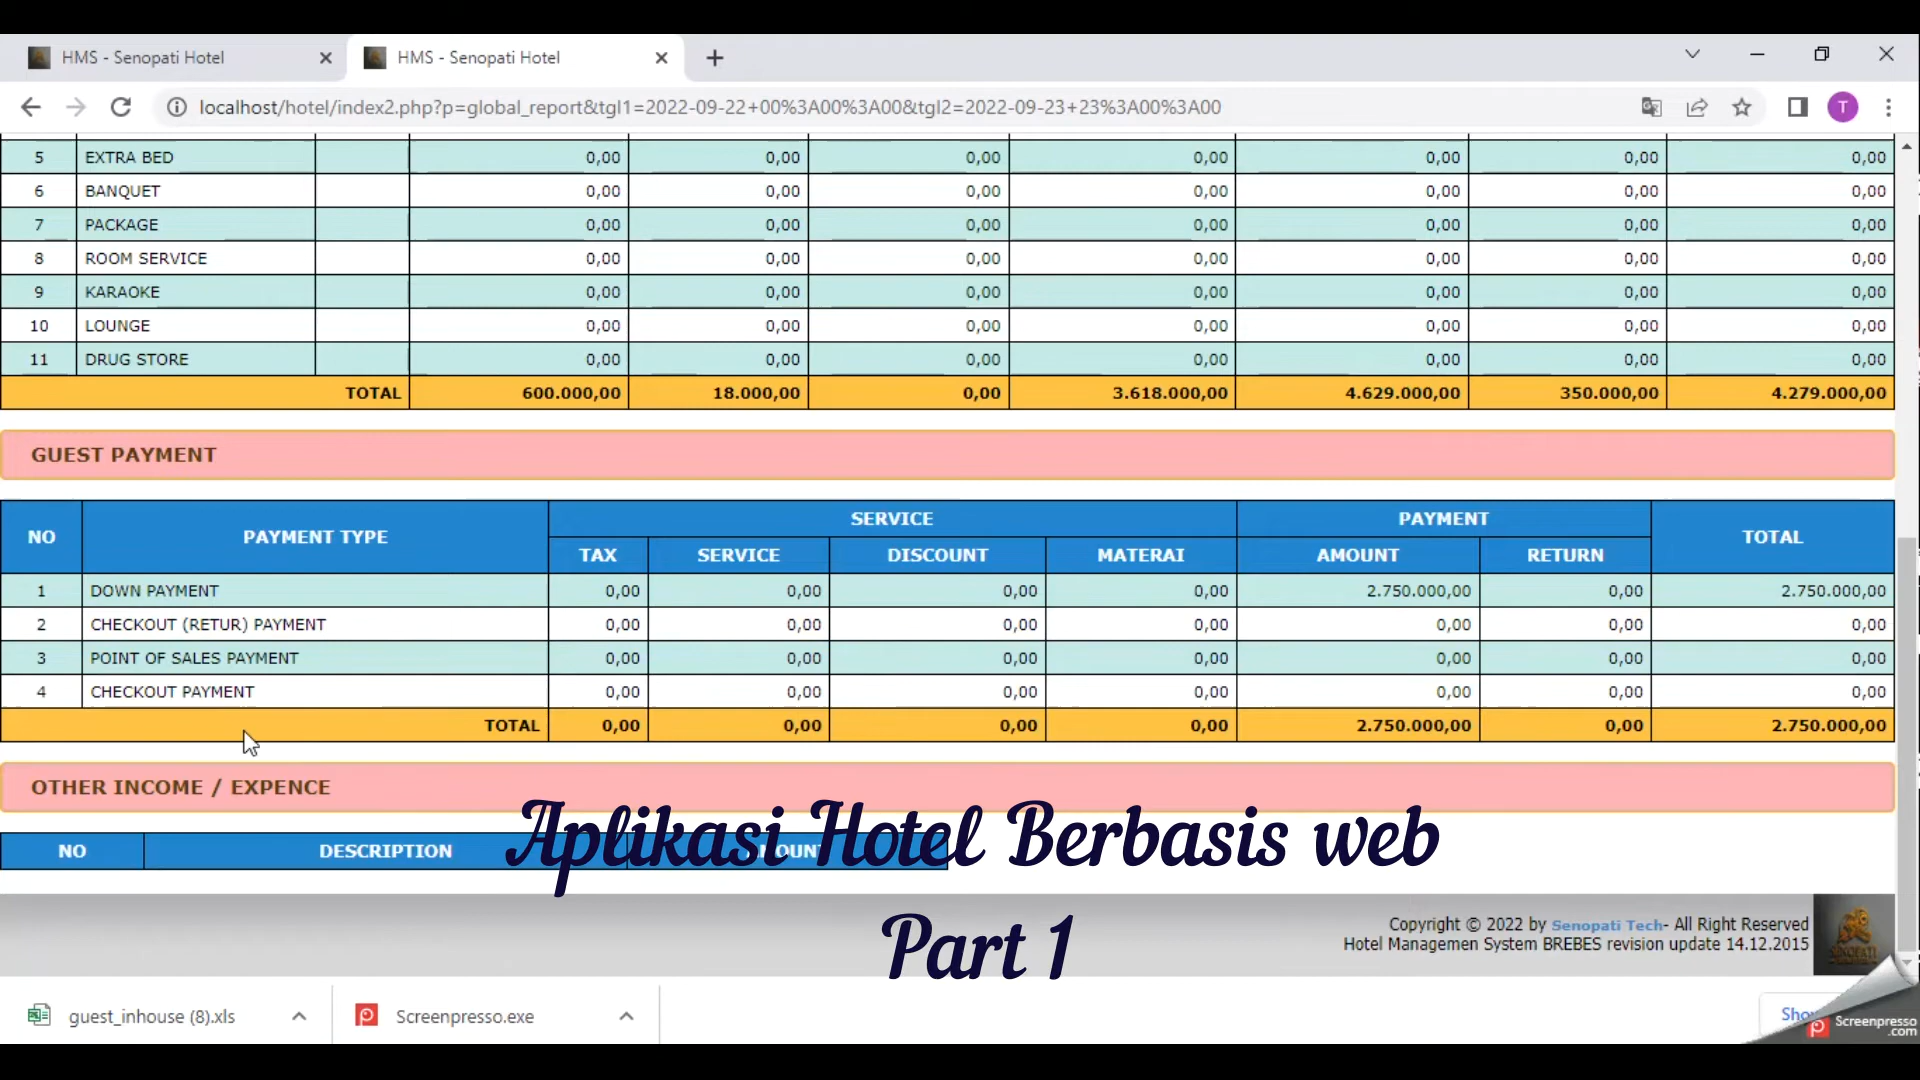 HMS - Senopati Hotel
HMS - Senopati Hotel
localhost/hotel/index2.php?p=global_report&tgl1=2022-09-22+00%3A00%3A00&tgl2=2022-09-23+23%3A00%3A00
T
5 EXTRA BED 0,00 0,00 0,00 0,00 0,00 0,00 0,00
6 BANQUET 0,00 0,00 0,00 0,00 0,00 0,00 0,00
7 PACKAGE 0,00 0,00 0,00 0,00 0,00 0,00 0,00
8 ROOM SERVICE 0,00 0,00 0,00 0,00 0,00 0,00 0,00
9 KARAOKE 0,00 0,00 0,00 0,00 0,00 0,00 0,00
10 LOUNGE 0,00 0,00 0,00 0,00 0,00 0,00 0,00
11 DRUG STORE 0,00 0,00 0,00 0,00 0,00 0,00 0,00
TOTAL 600.000,00 18.000,00 0,00 3.618.000,00 4.629.000,00 350.000,00 4.279.000,00
GUEST PAYMENT
NO PAYMENT TYPE SERVICE PAYMENT TOTAL
TAX SERVICE DISCOUNT MATERAI AMOUNT RETURN
1 DOWN PAYMENT 0,00 0,00 0,00 0,00 2.750.000,00 0,00 2.750.000,00
2 CHECKOUT (RETUR) PAYMENT 0,00 0,00 0,00 0,00 0,00 0,00 0,00
3 POINT OF SALES PAYMENT 0,00 0,00 0,00 0,00 0,00 0,00 0,00
4 CHECKOUT PAYMENT 0,00 0,00 0,00 0,00 0,00 0,00 0,00
TOTAL 0,00 0,00 0,00 0,00 2.750.000,00 0,00 2.750.000,00
OTHER INCOME / EXPENCE
NO DESCRIPTION AMOUNT
Aplikasi Hotel Berbasis web
Part 1
Copyright © 2022 by Senopati Tech- All Right Reserved
Hotel Managemen System BREBES revision update 14.12.2015
guest_inhouse (8).xls
Screenpresso.exe
Screenpresso
.com